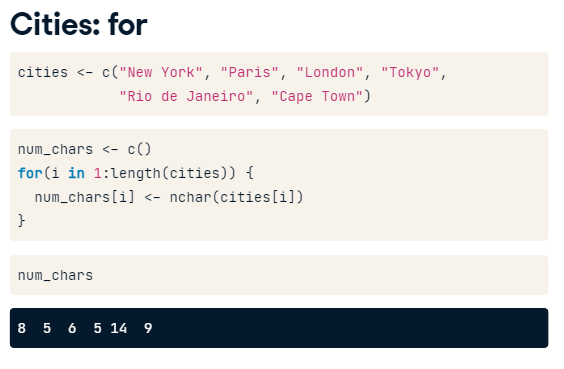 Cities: for
cities <- c("New York", "Paris", "London", "Tokyo",
            "Rio de Janeiro", "Cape Town")
num_chars <- c()
for(i in 1:length(cities)) {
  num_chars[i] <- nchar(cities[i])
}
num_chars
8  5  6  5 14  9